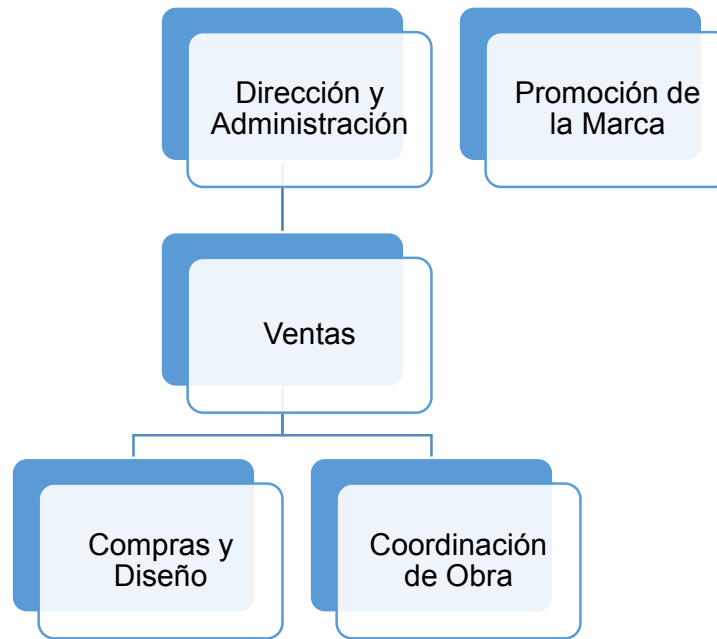 Dirección y
Administración
Promoción de
la Marca
Ventas
Compras y
Diseño
Coordinación
de Obra